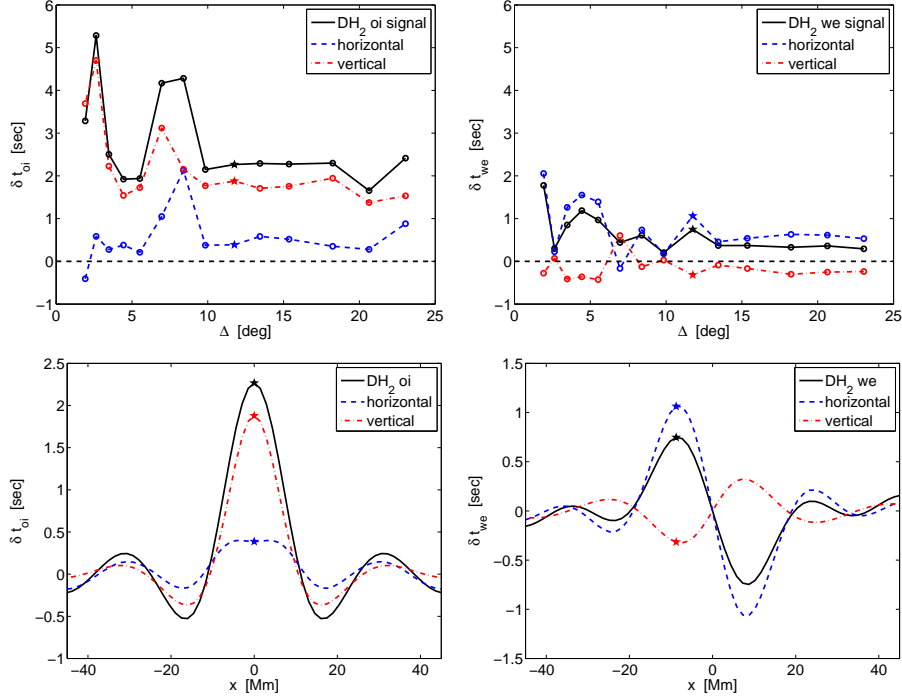 DH2 oi signal
horizontal
vertical
6
5
4
3
2
1
0
−1
δ t_oi [sec]
0 5 10 15 20 25
Δ [deg]
DH2 we signal
horizontal
vertical
6
5
4
3
2
1
0
−1
δ t_we [sec]
0 5 10 15 20 25
Δ [deg]
DH2 oi
horizontal
vertical
2.5
2
1.5
1
0.5
0
−0.5
−1
δ t_oi [sec]
−40 −20 0 20 40
x [Mm]
DH2 we
horizontal
vertical
1.5
1
0.5
0
−0.5
−1
−1.5
δ t_we [sec]
−40 −20 0 20 40
x [Mm]